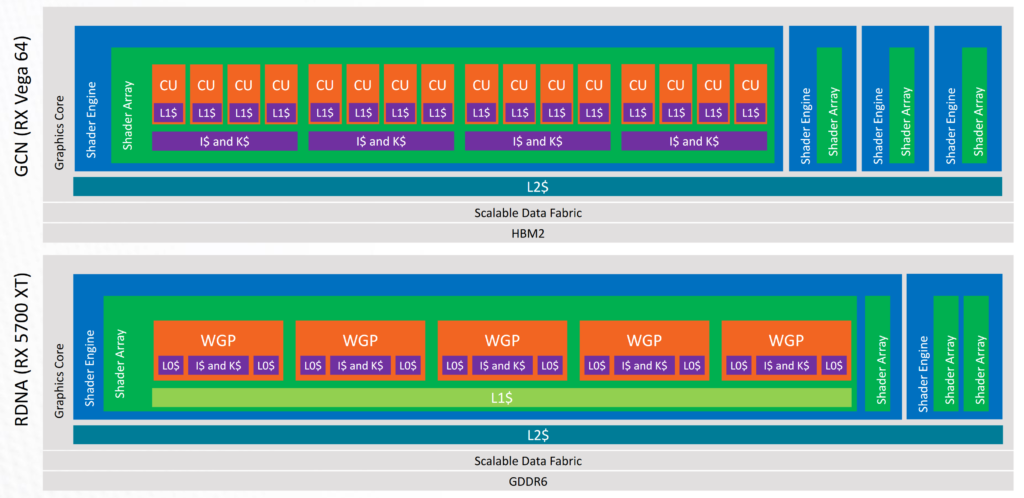 GCN (RX Vega 64)
Graphics Core
Shader Engine
Shader Array
CU CU CU CU CU CU CU CU CU CU CU CU CU CU CU CU
L1$ L1$ L1$ L1$ L1$ L1$ L1$ L1$ L1$ L1$ L1$ L1$ L1$ L1$ L1$ L1$
I$ and K$ I$ and K$ I$ and K$ I$ and K$
Shader Engine
Shader Array
Shader Engine
Shader Array
Shader Engine
Shader Array
L2$
Scalable Data Fabric
HBM2
RDNA (RX 5700 XT)
Graphics Core
Shader Engine
Shader Array
WGP WGP WGP WGP WGP
L0$ I$ and K$ L0$ L0$ I$ and K$ L0$ L0$ I$ and K$ L0$ L0$ I$ and K$ L0$ L0$ I$ and K$ L0$
L1$
Shader Array
Shader Engine
Shader Array
Shader Array
L2$
Scalable Data Fabric
GDDR6